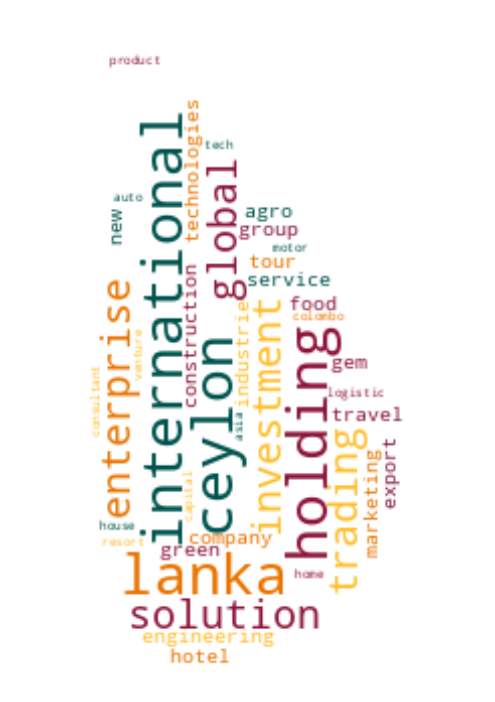 product
technologies
international
tech
global
auto
new
agro
group
motor
tour
service
construction
enterprise
venture
industrie
investment
food
colombo
holding
ceylon
gem
consultant
logistic
travel
asia
trading
marketing
export
capital
house
resort
company
green
lanka
home
solution
engineering
hotel